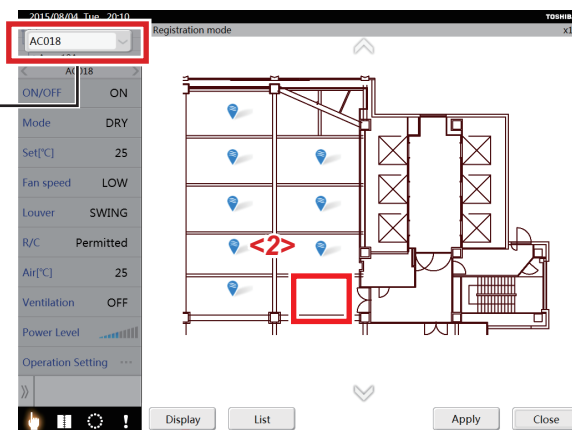 2015/08/04 Tue 20:10 TOSHIB
Registration mode x1
AC018
AC018
ON/OFF ON
Mode DRY
Set[℃] 25
Fan speed LOW
Louver SWING
R/C Permitted
Air[℃] 25
Ventilation OFF
Power Level
Operation Setting ...
<2>
Display List Apply Close